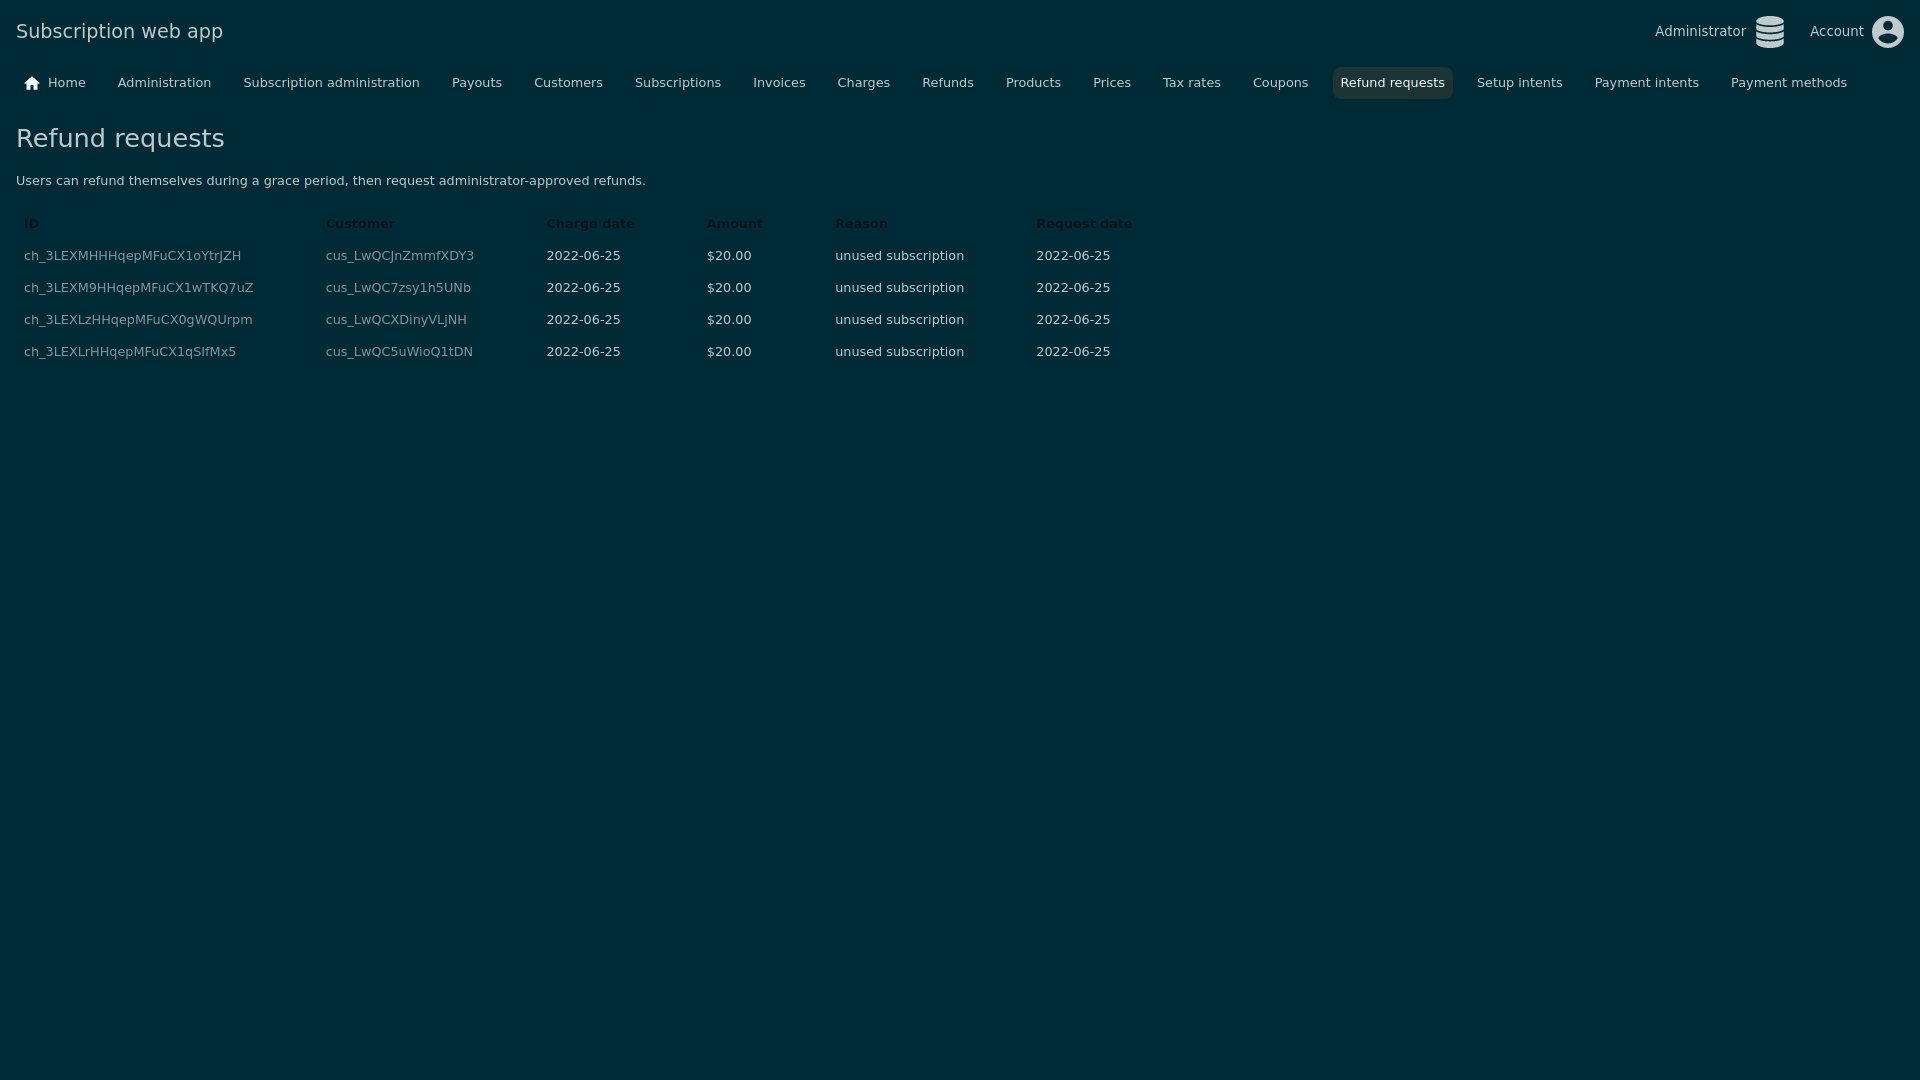 Subscription web app
Administrator Account
Home Administration Subscription administration Payouts Customers Subscriptions Invoices Charges Refunds Products Prices Tax rates Coupons Refund requests Setup intents Payment intents Payment methods
Refund requests
Users can refund themselves during a grace period, then request administrator-approved refunds.
ID Customer Charge date Amount Reason Request date
ch_3LEXMHHHqepMFuCX1oYtrJZH cus_LwQCJnZmmfXDY3 2022-06-25 $20.00 unused subscription 2022-06-25
ch_3LEXM9HHqepMFuCX1wTKQ7uZ cus_LwQC7zsy1h5UNb 2022-06-25 $20.00 unused subscription 2022-06-25
ch_3LEXLzHHqepMFuCX0gWQUrpm cus_LwQCXDinyVLjNH 2022-06-25 $20.00 unused subscription 2022-06-25
ch_3LEXLrHHqepMFuCX1qSIfMx5 cus_LwQC5uWioQ1tDN 2022-06-25 $20.00 unused subscription 2022-06-25